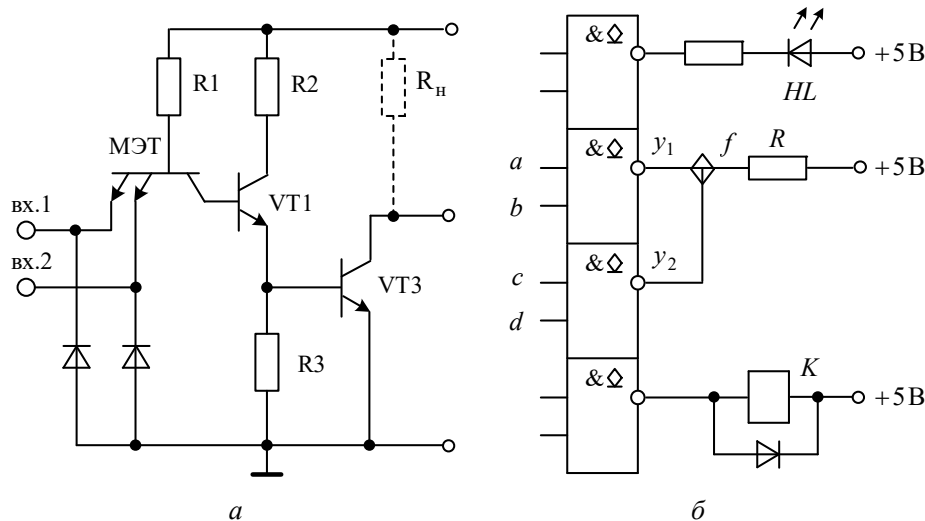 R1
R2
Rн
МЭТ
VT1
вх.1
вх.2
VT3
R3
а
&
+5В
HL
&
a
b
y1
f
R
+5В
&
y2
c
d
&
K
+5В
б